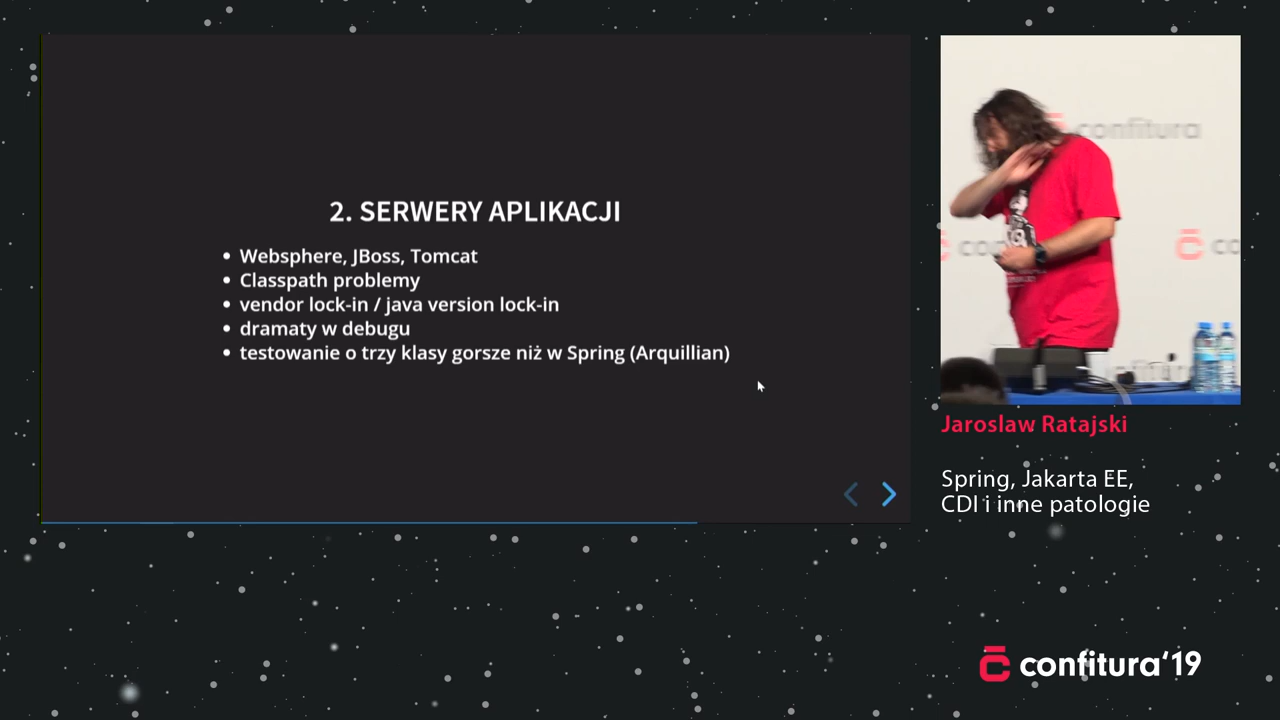 2. SERWERY APLIKACJI
Websphere, JBoss, Tomcat
Classpath problemy
vendor lock-in / java version lock-in
dramaty w debugu
testowanie o trzy klasy gorsze niż w Spring (Arquillian)
confitura
Jaroslaw Ratajski
Spring, Jakarta EE,
CDI i inne patologie
confitura'19